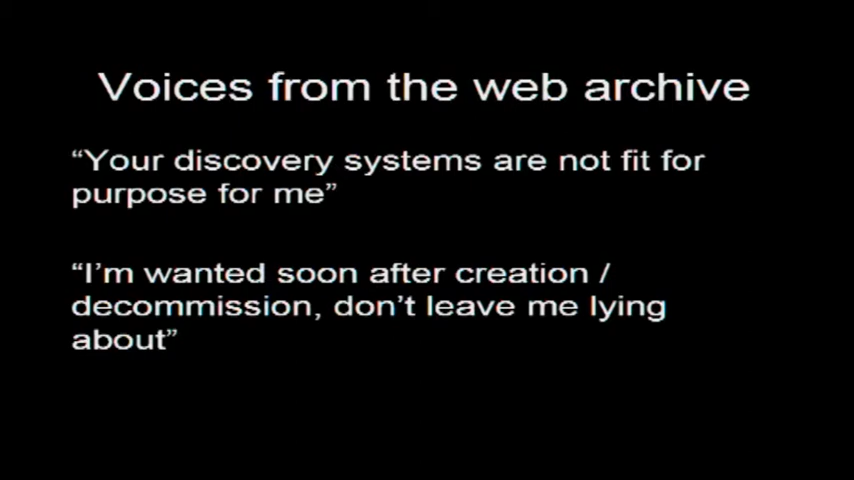 Voices from the web archive
“Your discovery systems are not fit for
purpose for me”
“I’m wanted soon after creation /
decommission, don’t leave me lying
about”